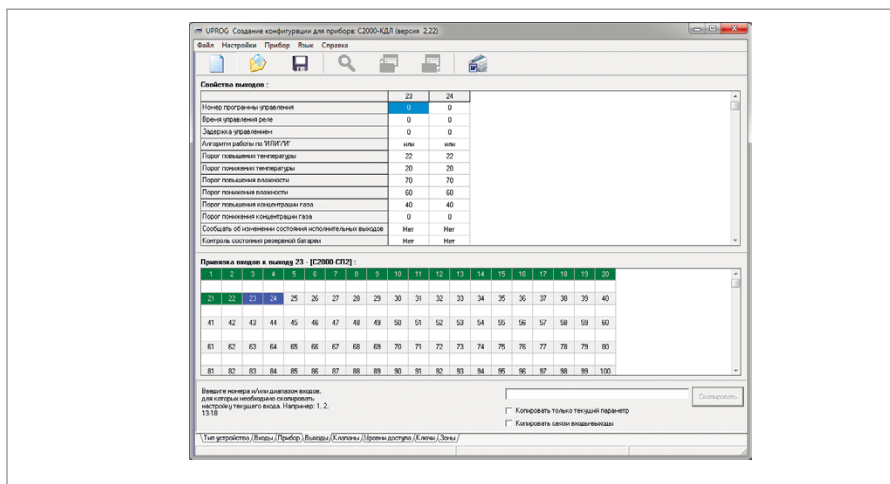 UPROG Создание конфигурации для прибора: С2000-КДЛ (версия 2,22)
Файл Настройки Прибор Язык Справка
Свойства выходов :
23 24
Номер программы управления 0 0
Время управления реле 0 0
Задержка управлением 0 0
Алгоритм работы по 'ИЛИ'/'И' или или
Порог повышения температуры 22 22
Порог понижения температуры 20 20
Порог повышения влажности 70 70
Порог понижения влажности 60 60
Порог повышения концентрации газа 40 40
Порог понижения концентрации газа 0 0
Сообщать об изменении состояния исполнительных выходов Нет Нет
Контроль состояния резервной батареи Нет Нет
Привязка входов к выходу 23 - [С2000-СП2] :
1 2 3 4 5 6 7 8 9 10 11 12 13 14 15 16 17 18 19 20
21 22 23 24 25 26 27 28 29 30 31 32 33 34 35 36 37 38 39 40
41 42 43 44 45 46 47 48 49 50 51 52 53 54 55 56 57 58 59 60
61 62 63 64 65 66 67 68 69 70 71 72 73 74 75 76 77 78 79 80
81 82 83 84 85 86 87 88 89 90 91 92 93 94 95 96 97 98 99 100
Введите номера и/или диапазон входов,
для которых необходимо скопировать
настройку текущего входа. Например: 1, 2,
13-18
Скопировать
Копировать только текущий параметр
Копировать связи входы-выходы
Тип устройства Входы Прибор Выходы Клапаны Уровни доступа Ключи Зоны